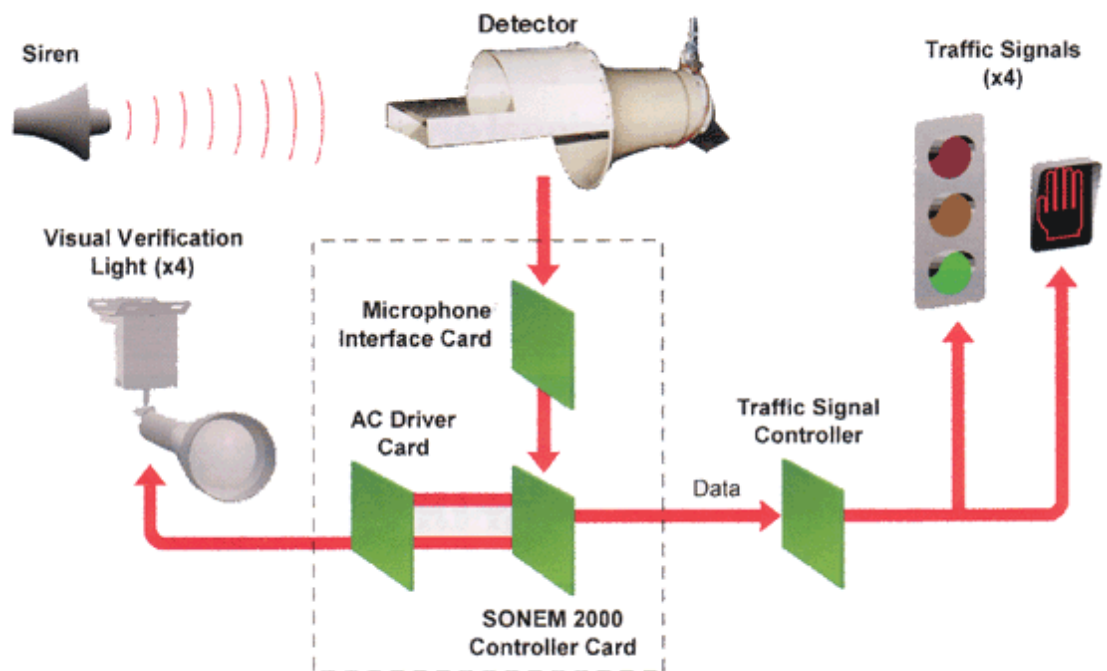 Siren
Detector
Traffic Signals
(x4)
Visual Verification
Light (x4)
Microphone
Interface Card
AC Driver
Card
Traffic Signal
Controller
Data
SONEM 2000
Controller Card